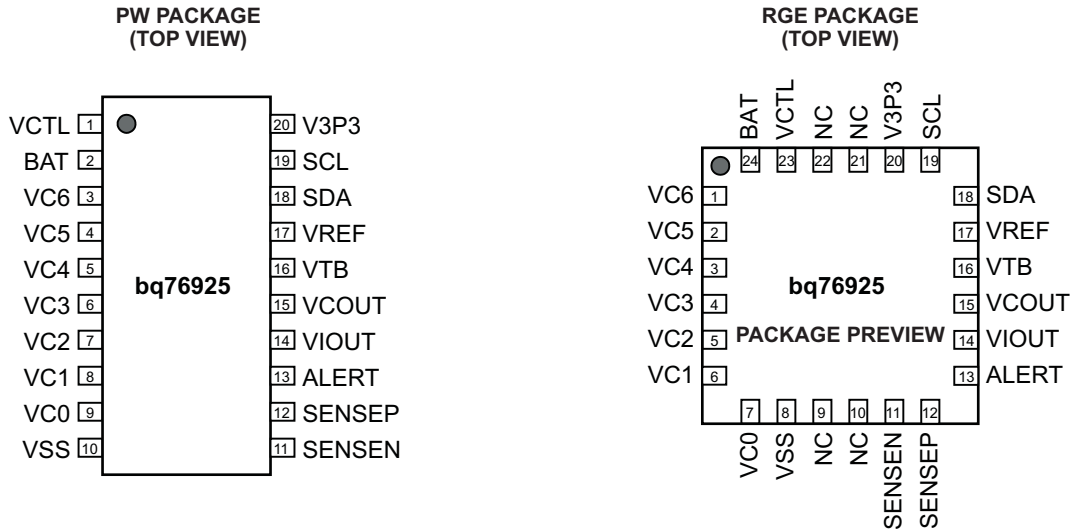 PW PACKAGE
(TOP VIEW)
VCTL 1
BAT 2
VC6 3
VC5 4
VC4 5
VC3 6
VC2 7
VC1 8
VC0 9
VSS 10
bq76925
20 V3P3
19 SCL
18 SDA
17 VREF
16 VTB
15 VCOUT
14 VIOUT
13 ALERT
12 SENSEP
11 SENSEN
RGE PACKAGE
(TOP VIEW)
BAT VCTL NC NC V3P3 SCL
24 23 22 21 20 19
VC6 1
VC5 2
VC4 3
VC3 4
VC2 5
VC1 6
bq76925
PACKAGE PREVIEW
18 SDA
17 VREF
16 VTB
15 VCOUT
14 VIOUT
13 ALERT
7 8 9 10 11 12
VC0 VSS NC NC SENSEN SENSEP